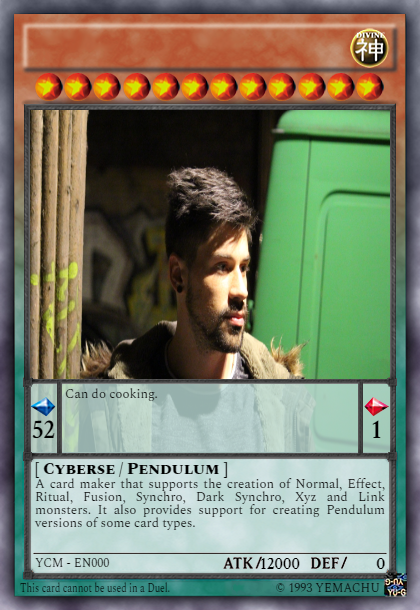 DIVINE
神
Can do cooking.
52
1
[ CYBERSE / PENDULUM ]
A card maker that supports the creation of Normal, Effect,
Ritual, Fusion, Synchro, Dark Synchro, Xyz and Link
monsters. It also provides support for creating Pendulum
versions of some card types.
YCM - EN000
ATK/12000 DEF/ 0
This card cannot be used in a Duel.
© 1993 YEMACHU